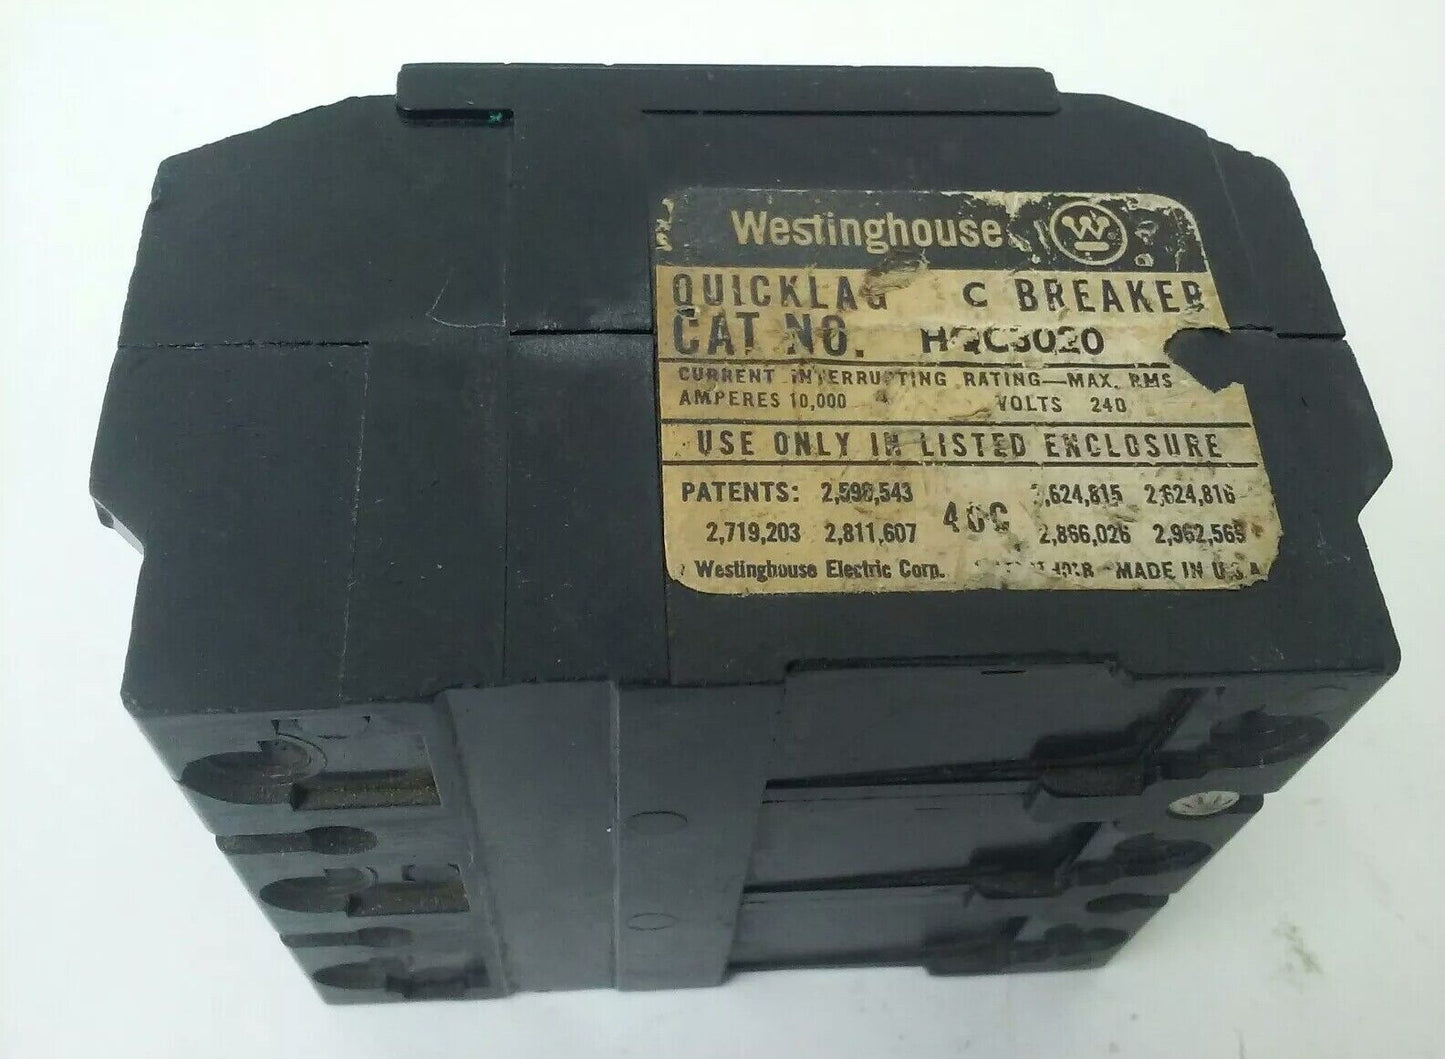 Westinghouse
QUICKLAG C BREAKER
CAT. NO. HQC3020
CURRENT INTERRUPTING RATING—MAX. RMS
AMPERES 10,000 VOLTS 240
USE ONLY IN LISTED ENCLOSURE
PATENTS: 2,590,543 2,624,815 2,624,816
2,719,203 2,811,607 40C 2,866,026 2,962,569
Westinghouse Electric Corp. MADE IN U.S.A